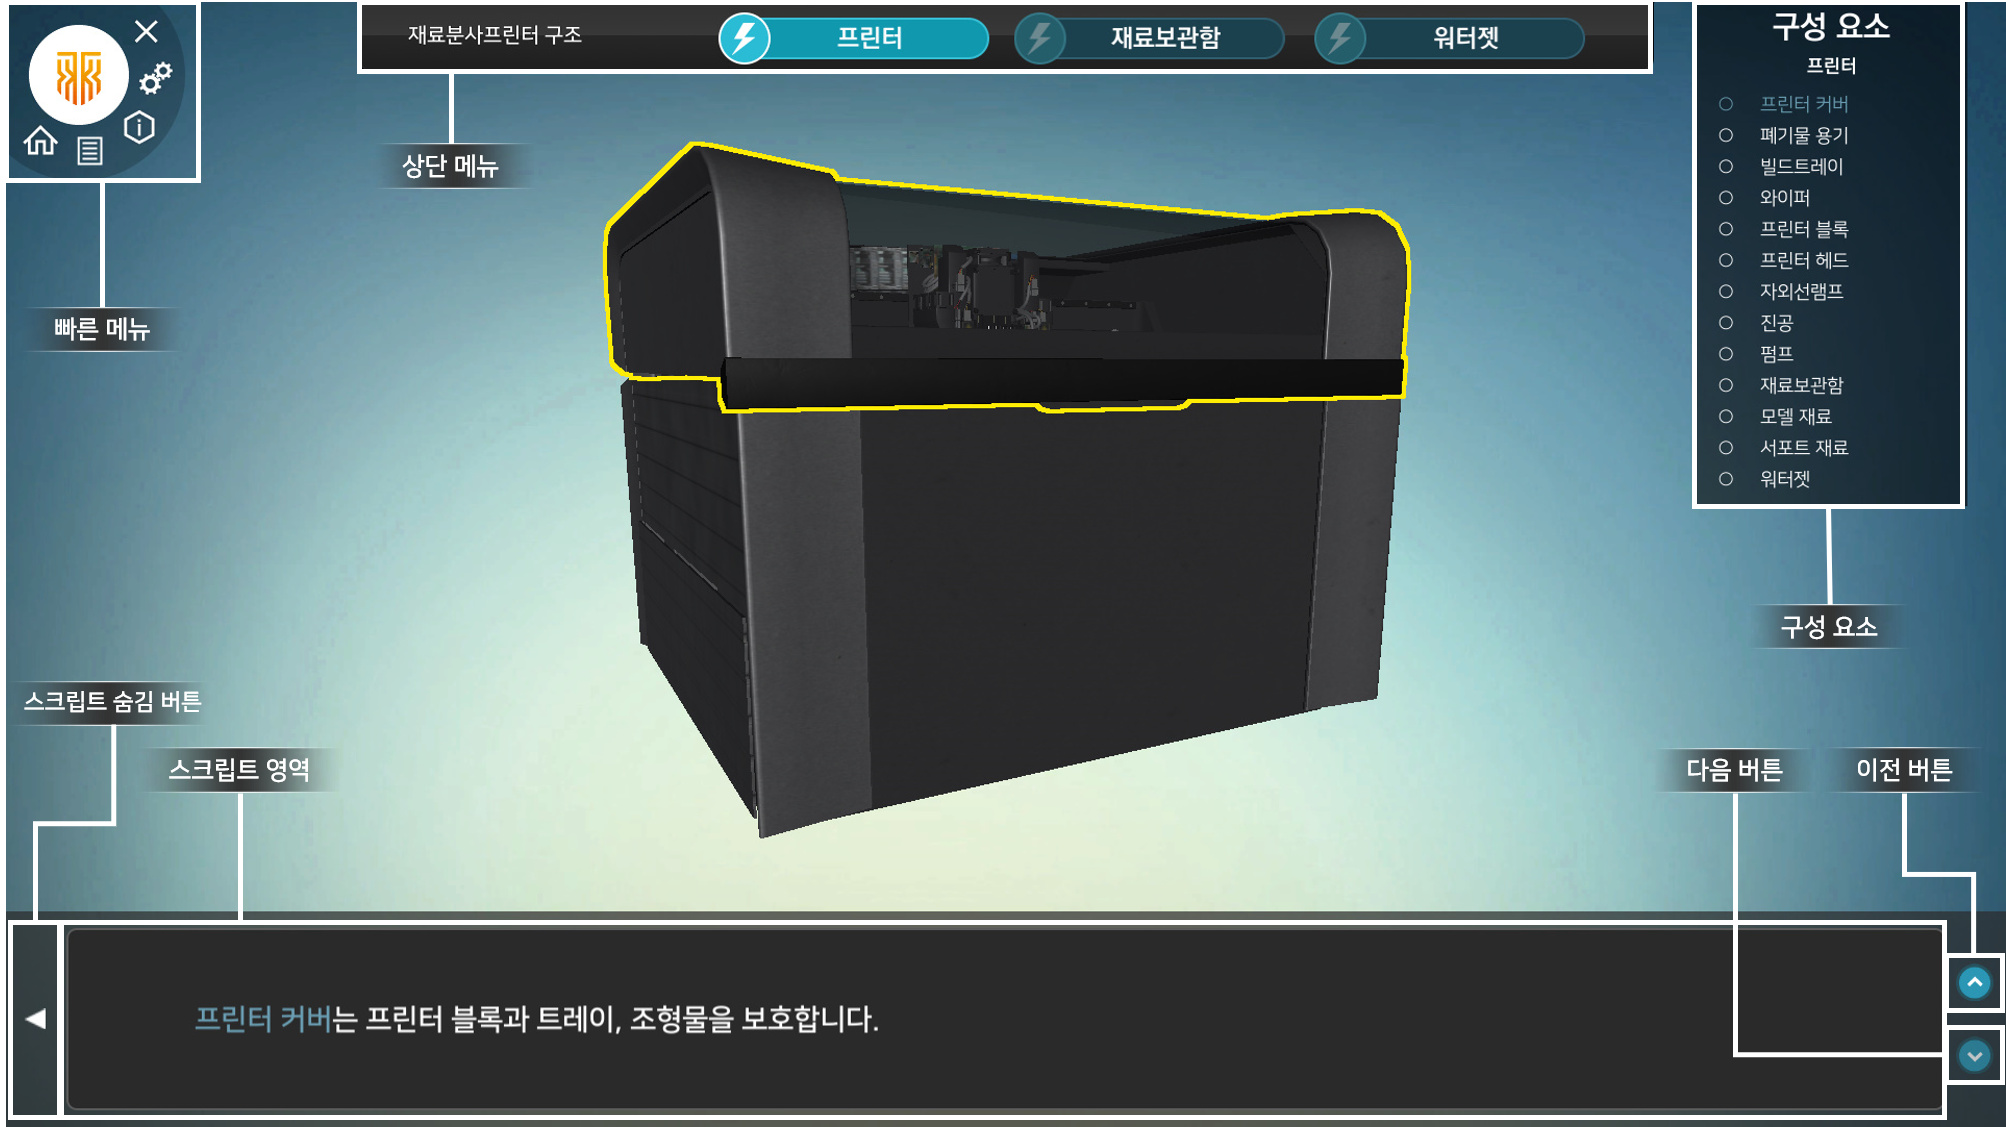 재료분사프린터 구조
프린터
재료보관함
워터젯
상단 메뉴
빠른 메뉴
구성 요소
프린터
프린터 커버
폐기물 용기
빌드트레이
와이퍼
프린터 블록
프린터 헤드
자외선램프
진공
펌프
재료보관함
모델 재료
서포트 재료
워터젯
구성 요소
스크립트 숨김 버튼
스크립트 영역
다음 버튼
이전 버튼
프린터 커버는 프린터 블록과 트레이, 조형물을 보호합니다.